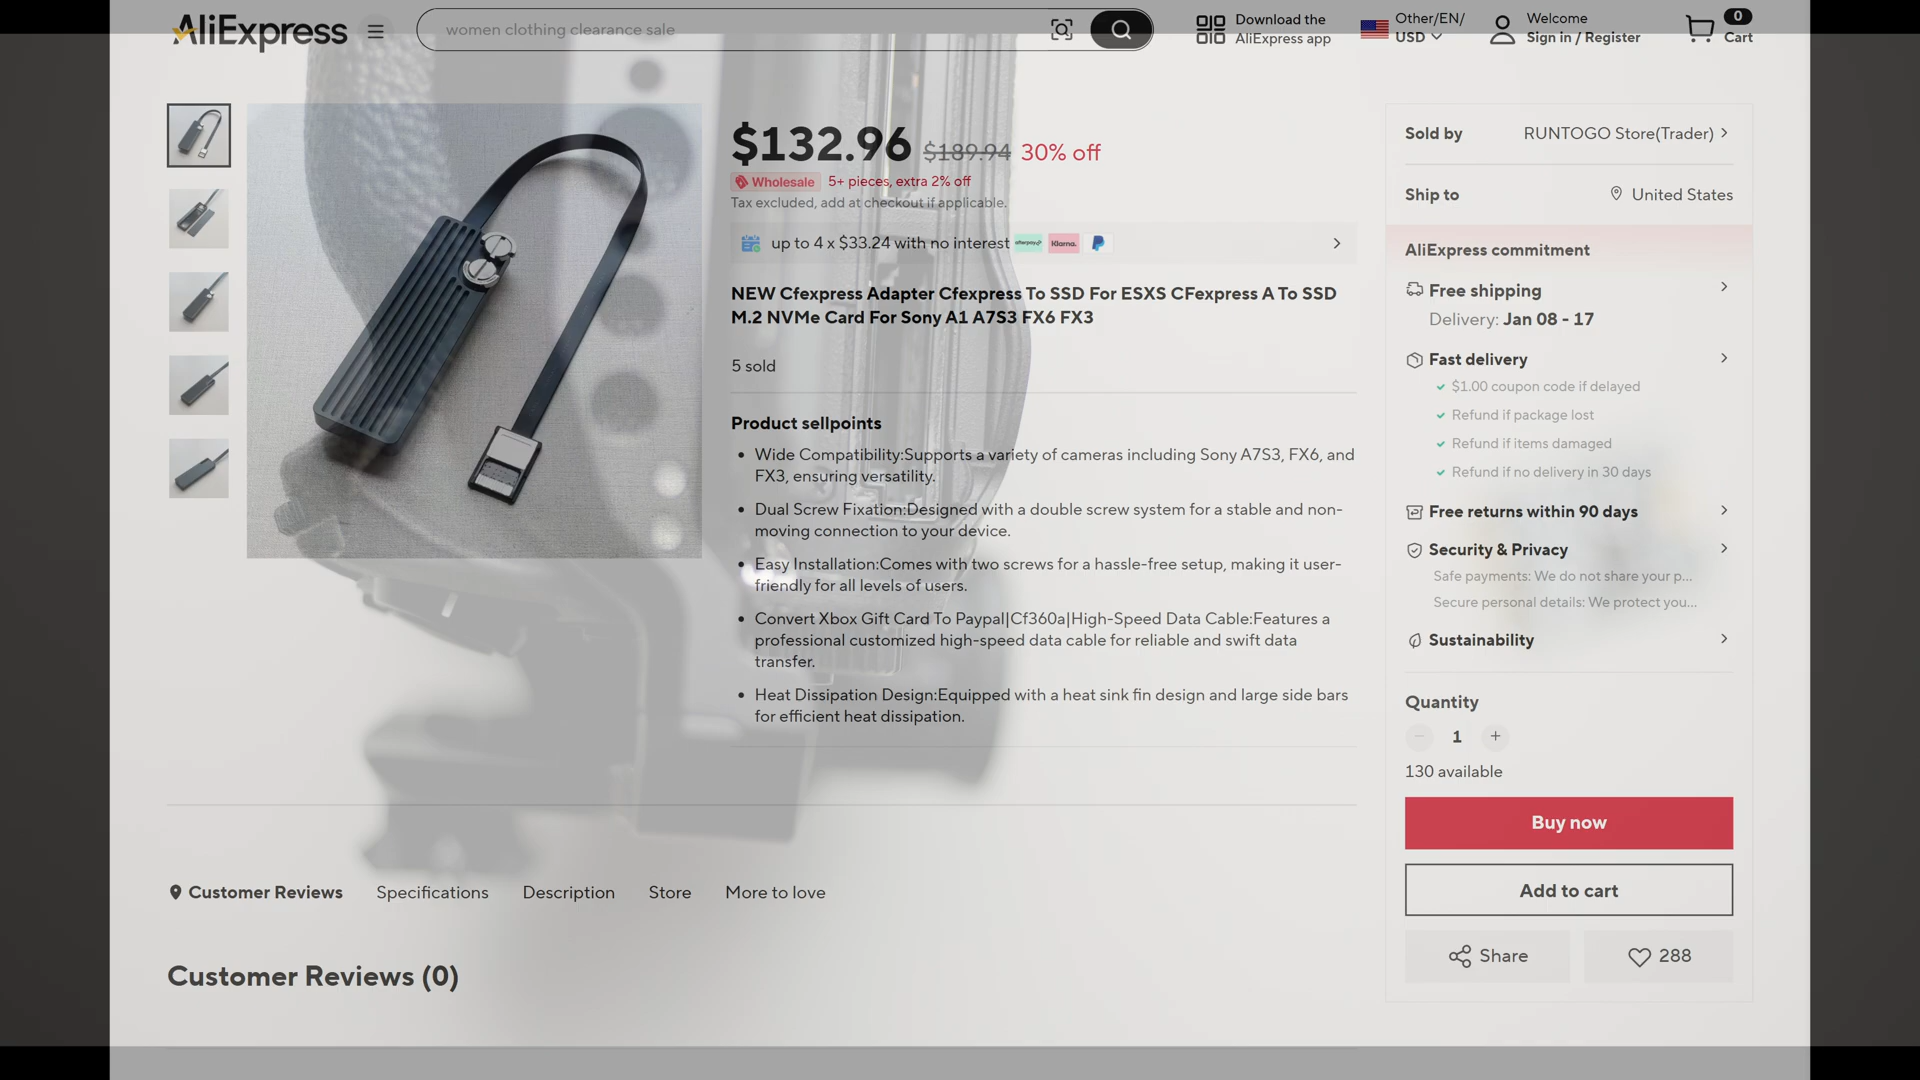 AliExpress
women clothing clearance sale
Download the
AliExpress app
Other/EN/
USD
Welcome
Sign in / Register
0
Cart
$132.96 $189.94 30% off
Wholesale 5+ pieces, extra 2% off
Tax excluded, add at checkout if applicable.
up to 4 x $33.24 with no interest afterpay Klarna.
NEW Cfexpress Adapter Cfexpress To SSD For ESXS CFexpress A To SSD
M.2 NVMe Card For Sony A1 A7S3 FX6 FX3
5 sold
Product sellpoints
Wide Compatibility:Supports a variety of cameras including Sony A7S3, FX6, and
FX3, ensuring versatility.
Dual Screw Fixation:Designed with a double screw system for a stable and non-
moving connection to your device.
Easy Installation:Comes with two screws for a hassle-free setup, making it user-
friendly for all levels of users.
Convert Xbox Gift Card To Paypal|Cf360a|High-Speed Data Cable:Features a
professional customized high-speed data cable for reliable and swift data
transfer.
Heat Dissipation Design:Equipped with a heat sink fin design and large side bars
for efficient heat dissipation.
Sold by RUNTOGO Store(Trader)
Ship to United States
AliExpress commitment
Free shipping
Delivery: Jan 08 - 17
Fast delivery
$1.00 coupon code if delayed
Refund if package lost
Refund if items damaged
Refund if no delivery in 30 days
Free returns within 90 days
Security & Privacy
Safe payments: We do not share your p...
Secure personal details: We protect you...
Sustainability
Quantity
1
130 available
Buy now
Add to cart
Share 288
Customer Reviews Specifications Description Store More to love
Customer Reviews (0)